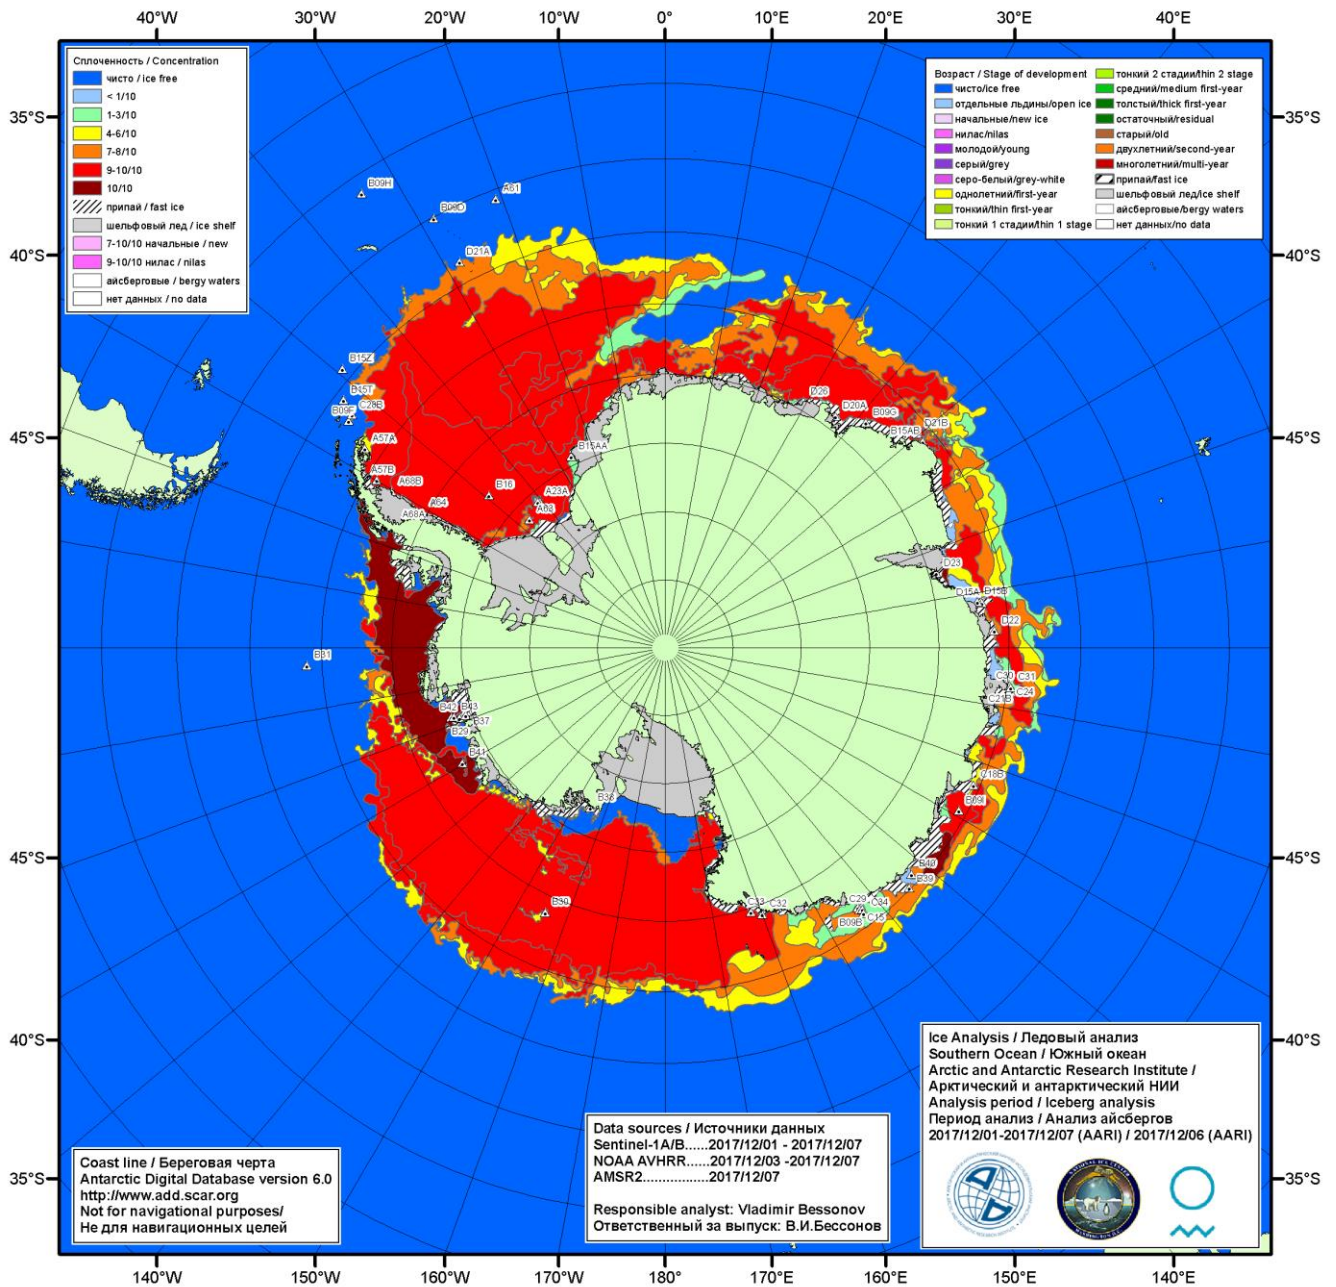 40°W
30°W
20°W
10°W
0°
10°E
20°E
30°E
40°E
Сплоченность / Concentration
чисто / ice free
< 1/10
1-3/10
4-6/10
7-8/10
9-10/10
10/10
припай / fast ice
шельфовый лед / ice shelf
7-10/10 начальные / new
9-10/10 нилас / nilas
айсберговые / bergy waters
нет данных / no data
Возраст / Stage of development
чисто/ice free
отдельные льдины/open ice
начальные/new ice
нилас/nilas
молодой/young
серый/grey
серо-белый/grey-white
однолетний/first-year
тонкий/thin first-year
тонкий 1 стадии/thin 1 stage
тонкий 2 стадии/thin 2 stage
средний/medium first-year
толстый/thick first-year
остаточный/residual
старый/old
двухлетний/second-year
многолетний/multi-year
припай/fast ice
шельфовый лед/ice shelf
айсберговые/bergy waters
нет данных/no data
35°S
35°S
40°S
40°S
45°S
45°S
45°S
45°S
40°S
40°S
35°S
35°S
B09H
A61
B09D
D21A
B15Z
B15T
C28B
B09F
A57A
A57B
A68B
A64
A68A
B16
A23A
A63
B15AA
D26
D20A
B09G
B15AB
D21B
D23
D15A
D15B
D22
B31
C30
C31
C24
C21B
B42
B43
B37
B29
B41
B38
C18B
B09I
B40
B39
B30
C33
C32
C29
C34
B09B
C15
Ice Analysis / Ледовый анализ
Southern Ocean / Южный океан
Arctic and Antarctic Research Institute /
Арктический и антарктический НИИ
Analysis period / Iceberg analysis
Период анализ / Анализ айсбергов
2017/12/01-2017/12/07 (AARI) / 2017/12/06 (AARI)
Data sources / Источники данных
Sentinel-1A/B......2017/12/01 - 2017/12/07
NOAA AVHRR......2017/12/03 -2017/12/07
AMSR2.................2017/12/07
Responsible analyst: Vladimir Bessonov
Ответственный за выпуск: В.И.Бессонов
Coast line / Береговая черта
Antarctic Digital Database version 6.0
http://www.add.scar.org
Not for navigational purposes/
Не для навигационных целей
140°W
150°W
160°W
170°W
180°
170°E
160°E
150°E
140°E